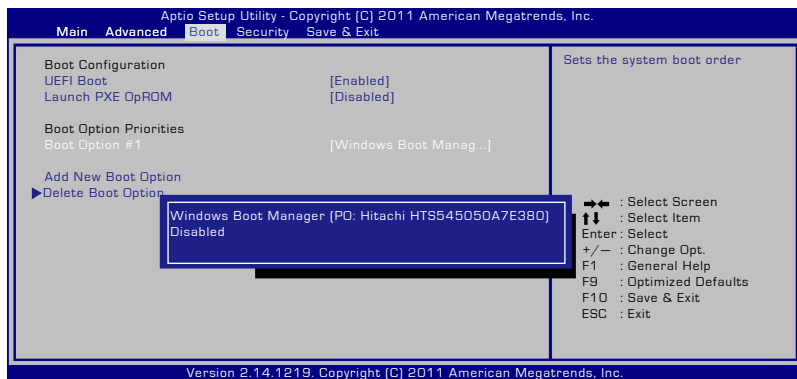 Aptio Setup Utility - Copyright (C) 2011 American Megatrends, Inc.
Main Advanced Boot Security Save & Exit
Boot Configuration
UEFI Boot [Enabled]
Launch PXE OpROM [Disabled]
Boot Option Priorities
Boot Option #1 [Windows Boot Manag...]
Add New Boot Option
Delete Boot Option
Windows Boot Manager (PO: Hitachi HTS545050A7E380)
Disabled
Sets the system boot order
→← : Select Screen
↑↓ : Select Item
Enter : Select
+/— : Change Opt.
F1 : General Help
F9 : Optimized Defaults
F10 : Save & Exit
ESC : Exit
Version 2.14.1219. Copyright (C) 2011 American Megatrends, Inc.